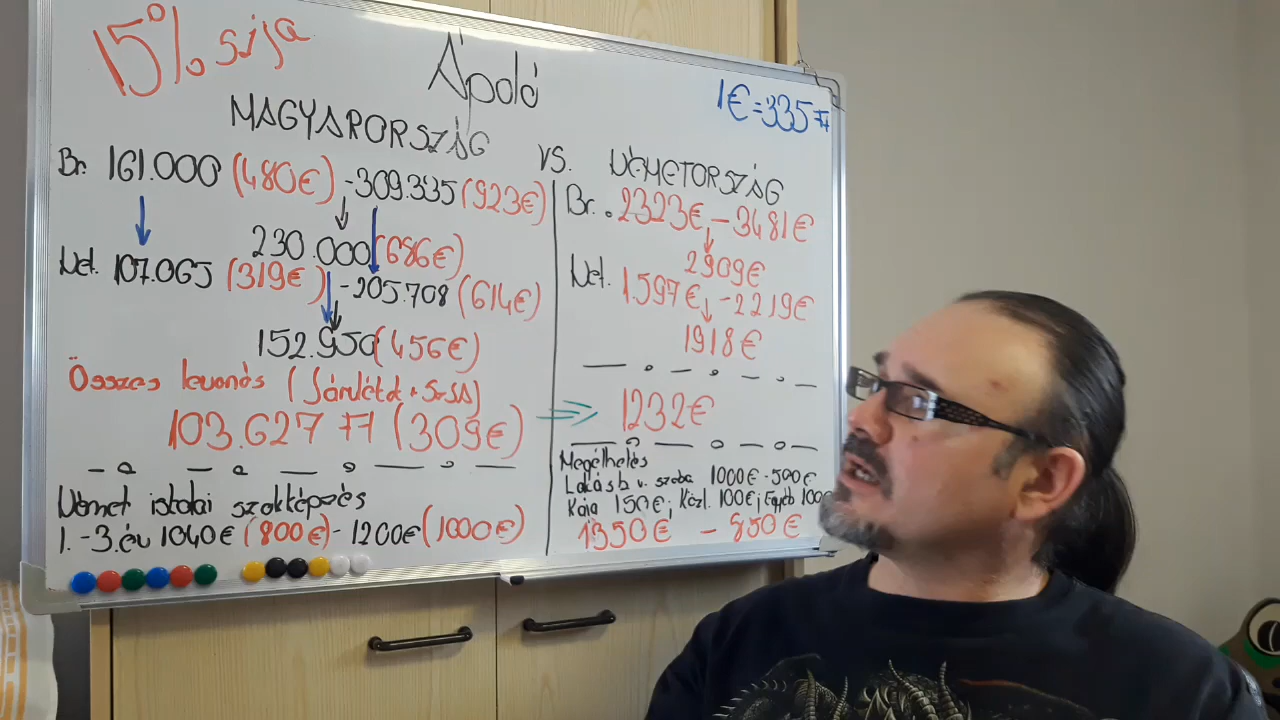 15% szja
Ápoló
1€=335 Ft
MAGYARORSZÁG
VS. NÉMETORSZÁG
Br. 161.000 (480€) -309.335 (923€)
230.000 (686€)
Net. 107.065 (319€) -205.708 (614€)
152.950 (456€)
Összes levonás (
103.627 Ft (309€)
Német iskolai szakképzés
1. -3. év 1040€ (800€) - 1200€ (1000€)
Br. 2323€ - 3481€
2909€
Net. 1.597€ - 2219€
1918€
1232€
Megélhetés
Lakásb v. szoba 1000€ - 500€
Kaja 150€; Közl. 100€; Egyéb 100€
1350€ - 850€